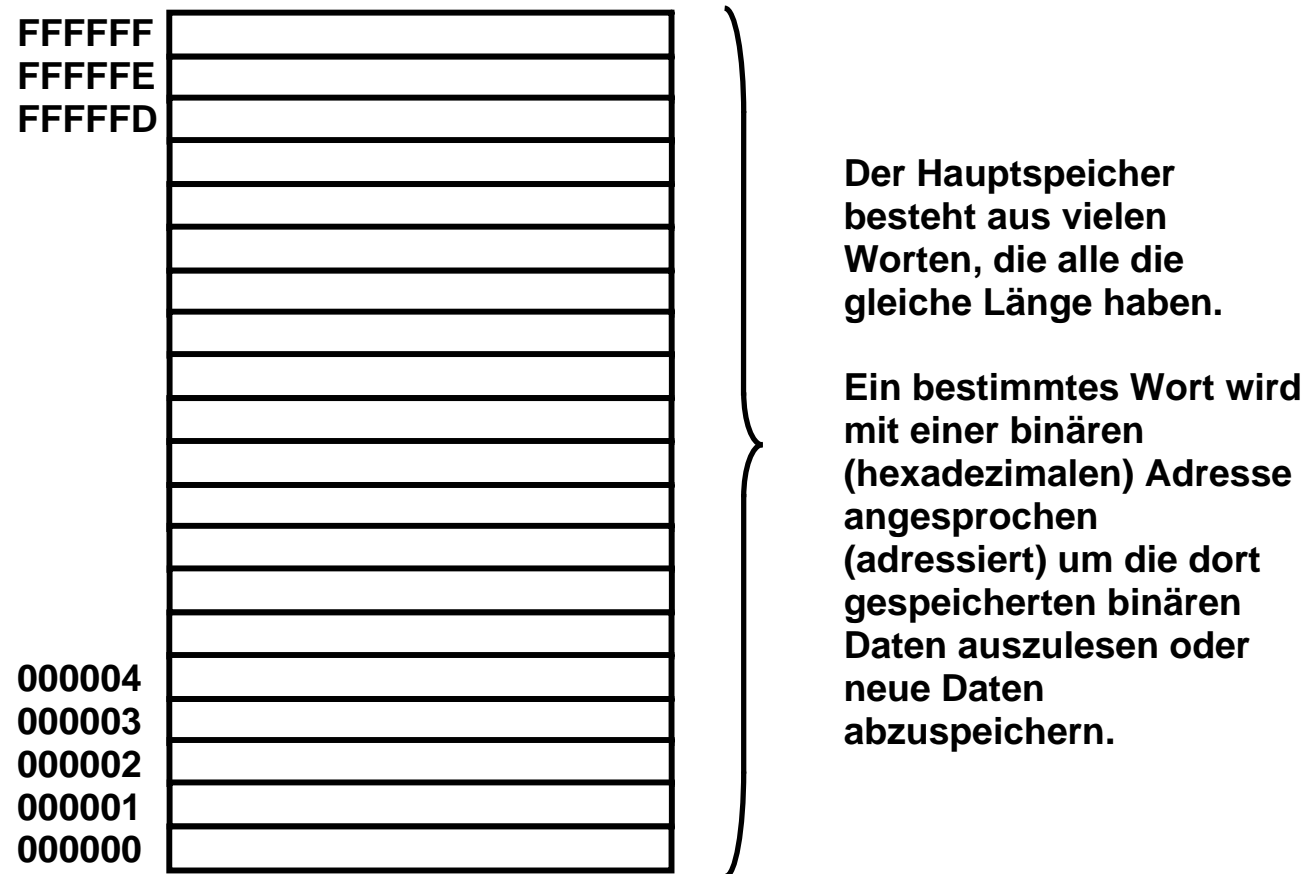 FFFFFF
FFFFFE
FFFFFD
000004
000003
000002
000001
000000
Der Hauptspeicher
besteht aus vielen
Worten, die alle die
gleiche Länge haben.
Ein bestimmtes Wort wird
mit einer binären
(hexadezimalen) Adresse
angesprochen
(adressiert) um die dort
gespeicherten binären
Daten auszulesen oder
neue Daten
abzuspeichern.